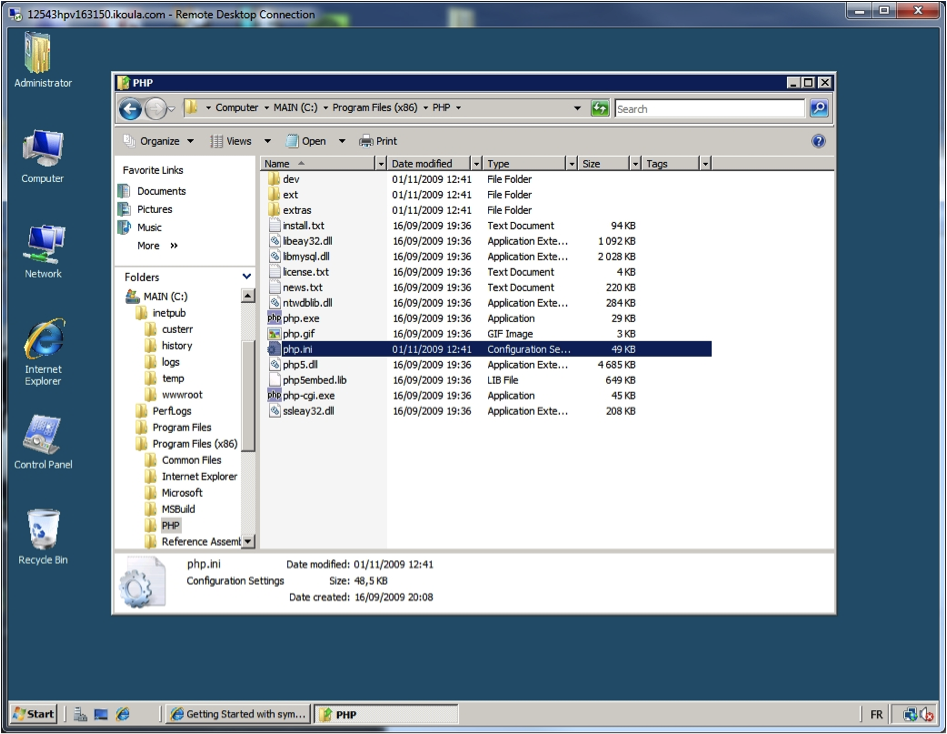 12543hpv163150.ikoula.com - Remote Desktop Connection
Administrator
Computer
Network
Internet
Explorer
Control Panel
Recycle Bin
PHP
Computer MAIN (C:) Program Files (x86) PHP
Search
Organize Views Open Print
Favorite Links
Documents
Pictures
Music
More »
Folders
MAIN (C:)
inetpub
custerr
history
logs
temp
wwwroot
PerfLogs
Program Files
Program Files (x86)
Common Files
Internet Explorer
Microsoft
MSBuild
PHP
Reference Assemb
Name Date modified Type Size Tags
dev 01/11/2009 12:41 File Folder
ext 01/11/2009 12:41 File Folder
extras 01/11/2009 12:41 File Folder
install.txt 16/09/2009 19:36 Text Document 94 KB
libeay32.dll 16/09/2009 19:36 Application Exte... 1 092 KB
libmysql.dll 16/09/2009 19:36 Application Exte... 2 028 KB
license.txt 16/09/2009 19:36 Text Document 4 KB
news.txt 16/09/2009 19:36 Text Document 220 KB
ntwdblib.dll 16/09/2009 19:36 Application Exte... 284 KB
php php.exe 16/09/2009 19:36 Application 29 KB
php.gif 16/09/2009 19:36 GIF Image 3 KB
php.ini 01/11/2009 12:41 Configuration Se... 49 KB
php5.dll 16/09/2009 19:36 Application Exte... 4 685 KB
php5embed.lib 16/09/2009 19:36 LIB File 649 KB
php php-cgi.exe 16/09/2009 19:36 Application 45 KB
ssleay32.dll 16/09/2009 19:36 Application Exte... 208 KB
php.ini Date modified: 01/11/2009 12:41
Configuration Settings Size: 48,5 KB
Date created: 16/09/2009 20:08
Start Getting Started with sym... PHP FR